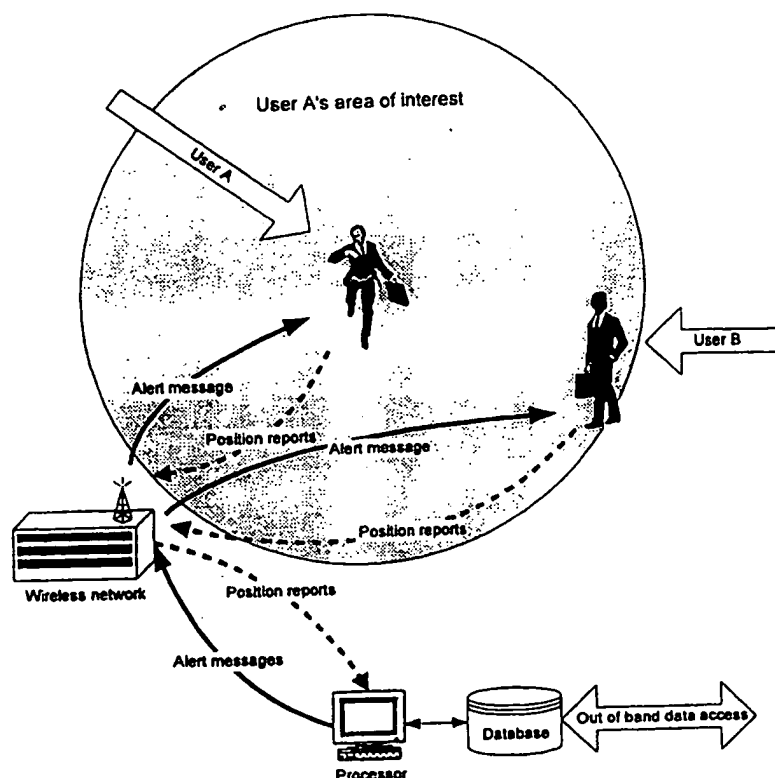 User A's area of interest
User A
User B
Alert message
Position reports
Alert message
Position reports
Wireless network
Position reports
Alert messages
Out of band data access
Database
Processor